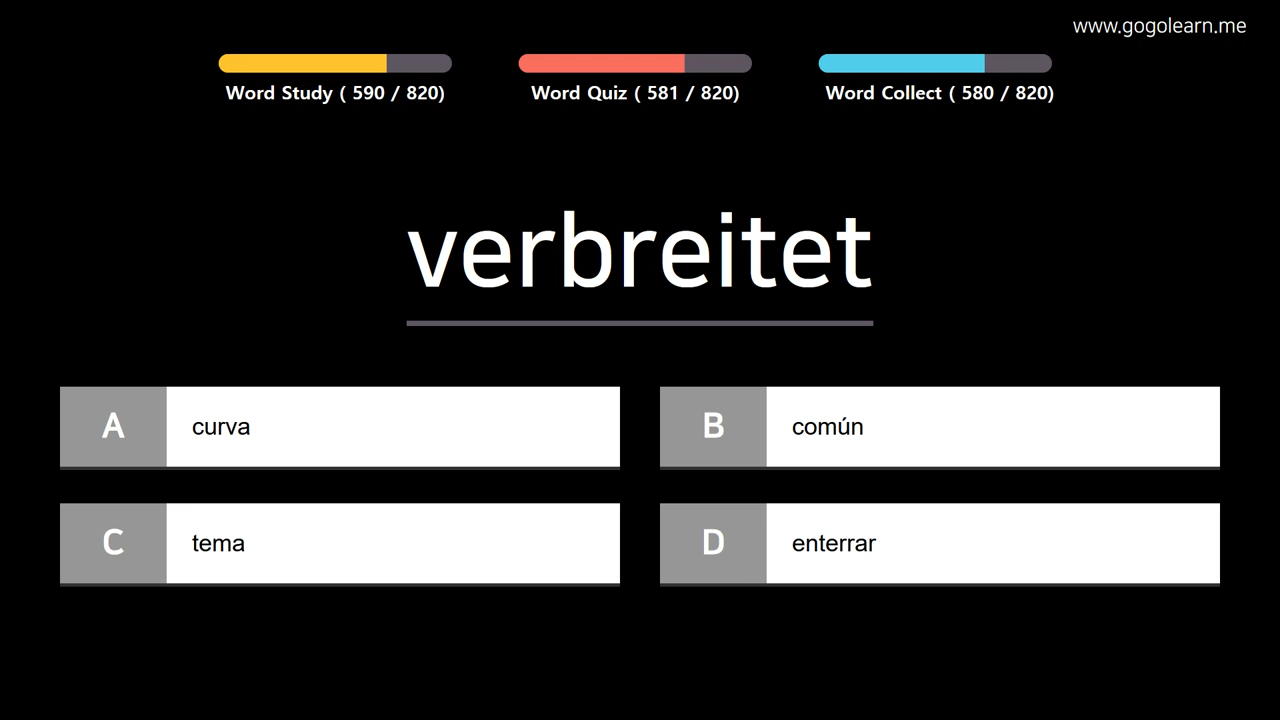 www.gogolearn.me
Word Study ( 590 / 820)
Word Quiz ( 581 / 820)
Word Collect ( 580 / 820)
verbreitet
A curva
B común
C tema
D enterrar